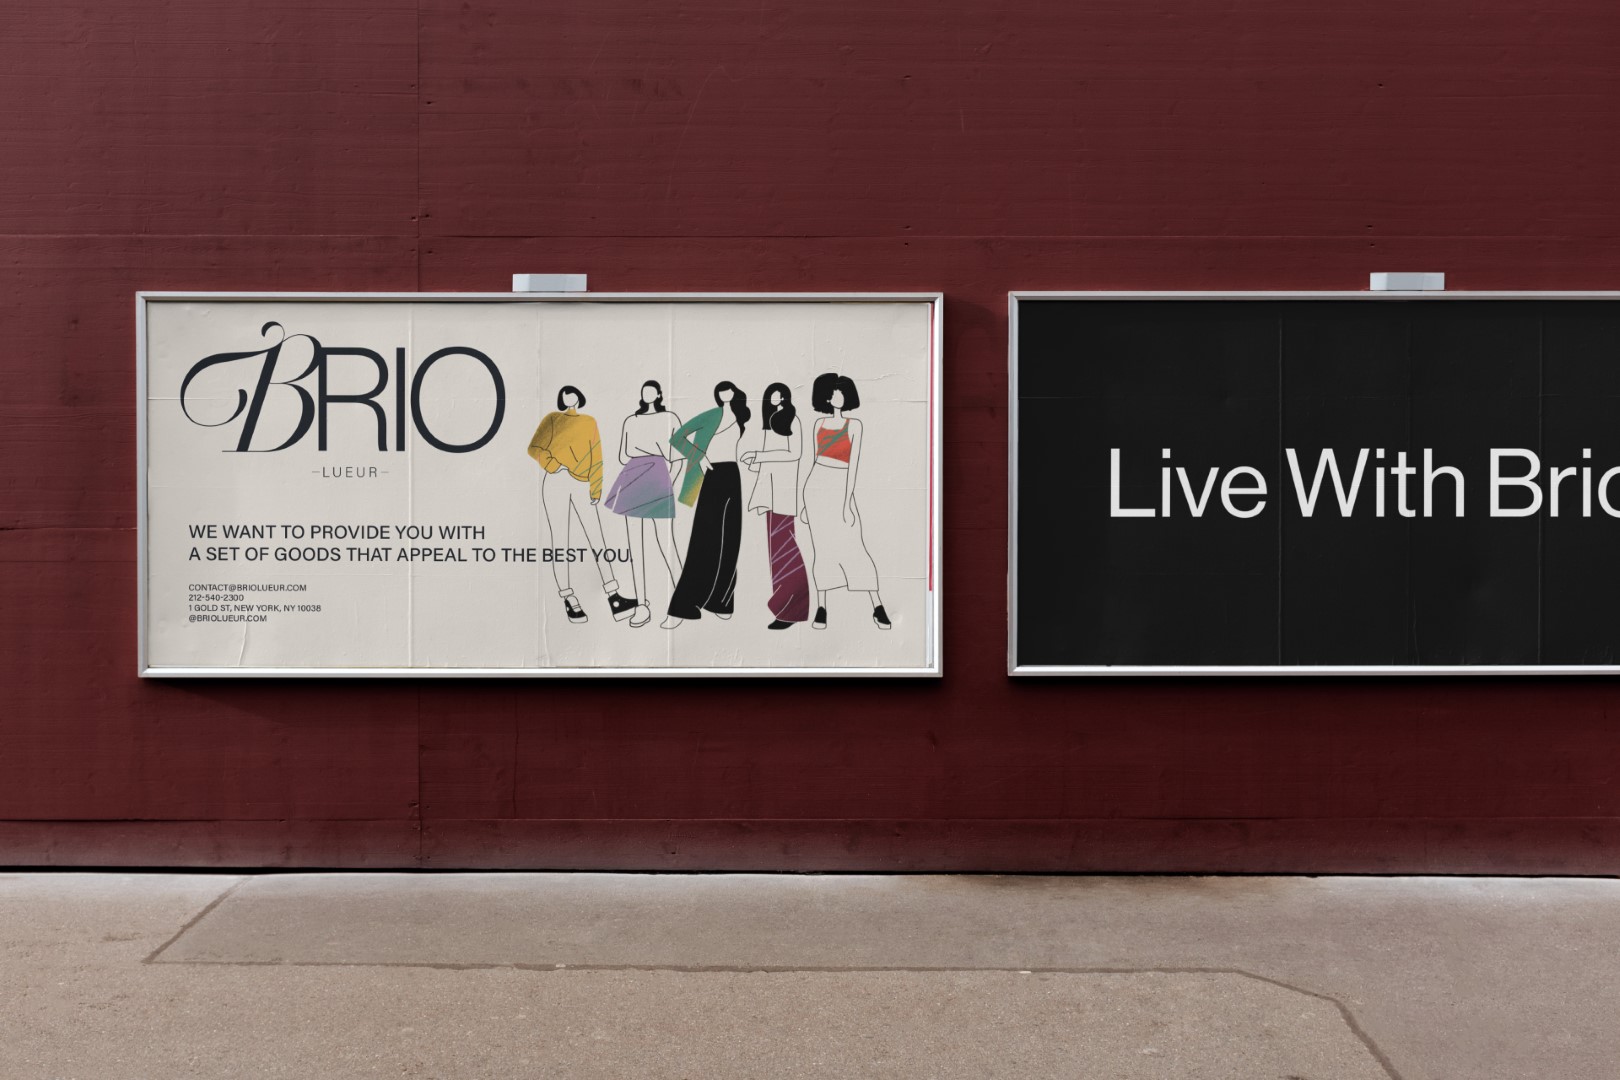 BRIO
-LUEUR-
WE WANT TO PROVIDE YOU WITH
A SET OF GOODS THAT APPEAL TO THE BEST YOU.
CONTACT@BRIOLUEUR.COM
212-540-2300
1 GOLD ST, NEW YORK, NY 10038
@BRIOLUEUR.COM
Live With Brio